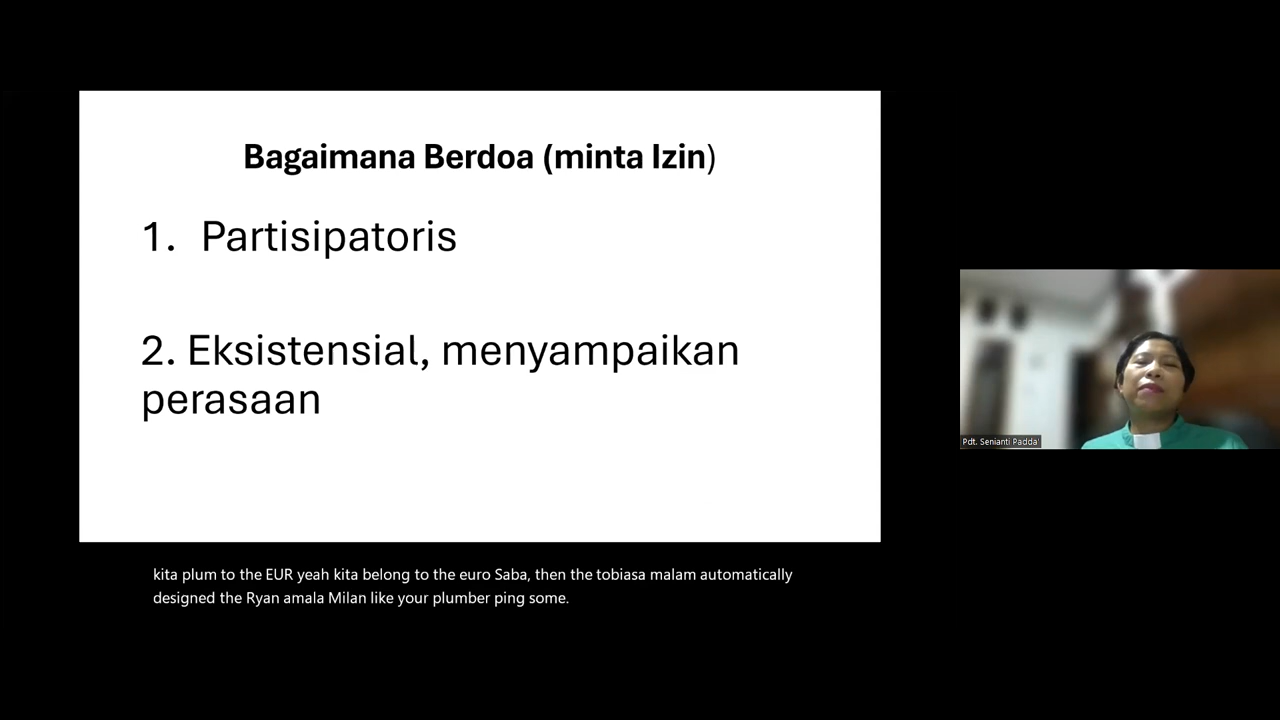 Bagaimana Berdoa (minta Izin)
1. Partisipatoris
2. Eksistensial, menyampaikan
perasaan
Pdt. Senianti Padda'
kita plum to the EUR yeah kita belong to the euro Saba, then the tobiasa malam automatically
designed the Ryan amala Milan like your plumber ping some.